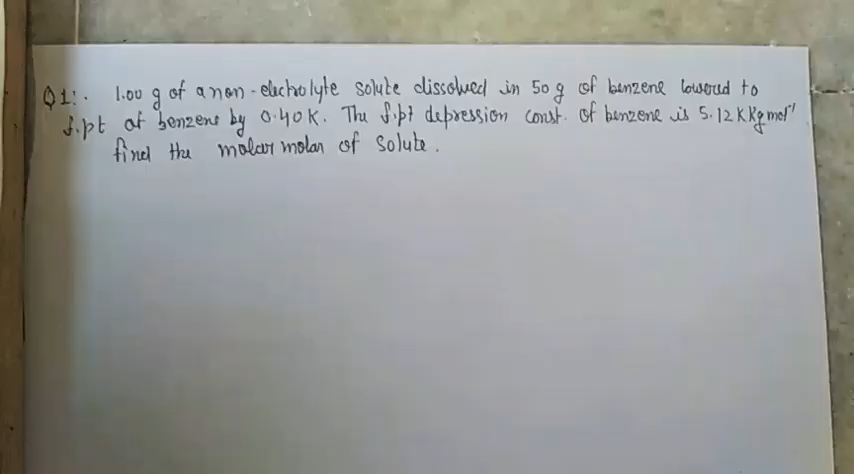 Q1:. 1.00 g of a non-electrolyte solute dissolved in 50 g of benzene lowered to
f.pt of benzene by 0.40K. The f.pt depression const. of benzene is 5.12 K Kg mol⁻¹
find the molar molar of solute.